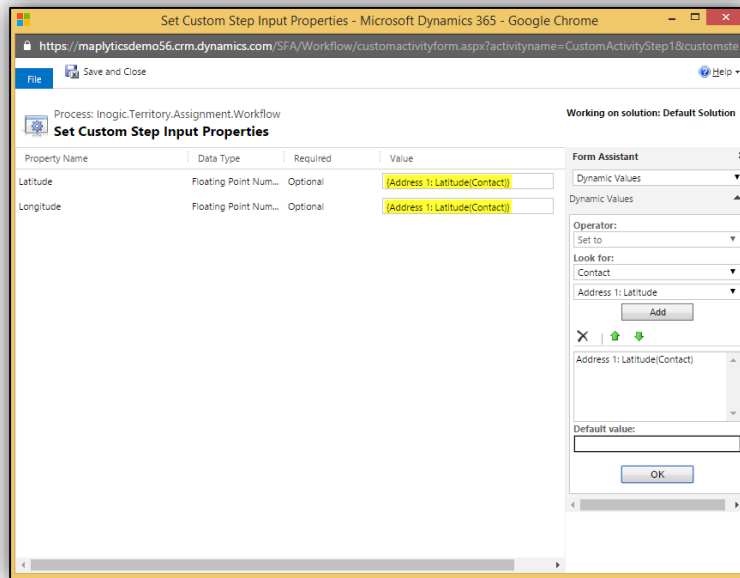 Set Custom Step Input Properties - Microsoft Dynamics 365 - Google Chrome
https://maplyticsdemo56.crm.dynamics.com/SFA/Workflow/customactivityform.aspx?activityname=CustomActivityStep1&customste
File Save and Close Help
Process: Inogic.Territory.Assignment.Workflow
Set Custom Step Input Properties
Working on solution: Default Solution
Property Name Data Type Required Value
Latitude Floating Point Num... Optional {Address 1: Latitude(Contact)}
Longitude Floating Point Num... Optional {Address 1: Latitude(Contact)}
Form Assistant
Dynamic Values
Dynamic Values
Operator:
Set to
Look for:
Contact
Address 1: Latitude
Add
Address 1: Latitude(Contact)
Default value:
OK